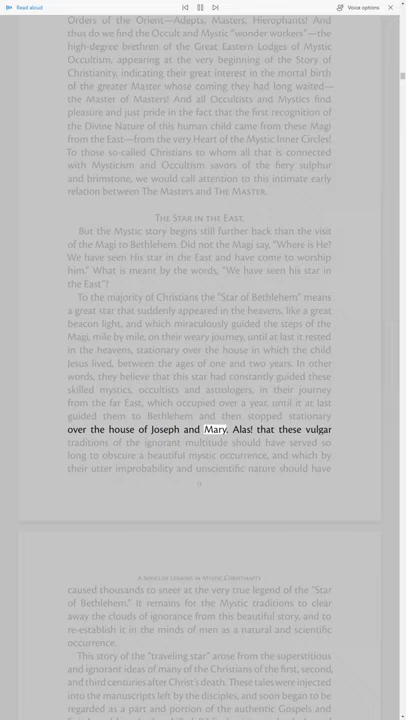 Read aloud
Voice options
Orders of the Orient—Adepts, Masters, Hierophants! And
thus do we find the Occult and Mystic "wonder workers"—the
high-degree brethren of the Great Eastern Lodges of Mystic
Occultism, appearing at the very beginning of the Story of
Christianity, indicating their great interest in the mortal birth
of the greater Master whose coming they had long waited—
the Master of Masters! And all Occultists and Mystics find
pleasure and just pride in the fact that the first recognition of
the Divine Nature of this human child came from these Magi
from the East—from the very Heart of the Mystic Inner Circles!
To those so-called Christians to whom all that is connected
with Mysticism and Occultism savors of the fiery sulphur
and brimstone, we would call attention to this intimate early
relation between The Masters and THE MASTER.
THE STAR IN THE EAST.
But the Mystic story begins still further back than the visit
of the Magi to Bethlehem. Did not the Magi say, "Where is He?
We have seen His star in the East and have come to worship
him." What is meant by the words, "We have seen his star in
the East"?
To the majority of Christians the "Star of Bethlehem" means
a great star that suddenly appeared in the heavens, like a great
beacon light, and which miraculously guided the steps of the
Magi, mile by mile, on their weary journey, until at last it rested
in the heavens, stationary over the house in which the child
Jesus lived, between the ages of one and two years. In other
words, they believe that this star had constantly guided these
skilled mystics, occultists and astrologers, in their journey
from the far East, which occupied over a year, until it at last
guided them to Bethlehem and then stopped stationary
over the house of Joseph and Mary. Alas! that these vulgar
traditions of the ignorant multitude should have served so
long to obscure a beautiful mystic occurrence, and which by
their utter improbability and unscientific nature should have
A SERIES OF LESSONS IN MYSTIC CHRISTIANITY
caused thousands to sneer at the very true legend of the "Star
of Bethlehem." It remains for the Mystic traditions to clear
away the clouds of ignorance from this beautiful story, and to
re-establish it in the minds of men as a natural and scientific
occurrence.
This story of the "traveling star" arose from the superstitious
and ignorant ideas of many of the Christians of the first, second,
and third centuries after Christ's death. These tales were injected
into the manuscripts left by the disciples, and soon began to be
regarded as a part and portion of the authentic Gospels and